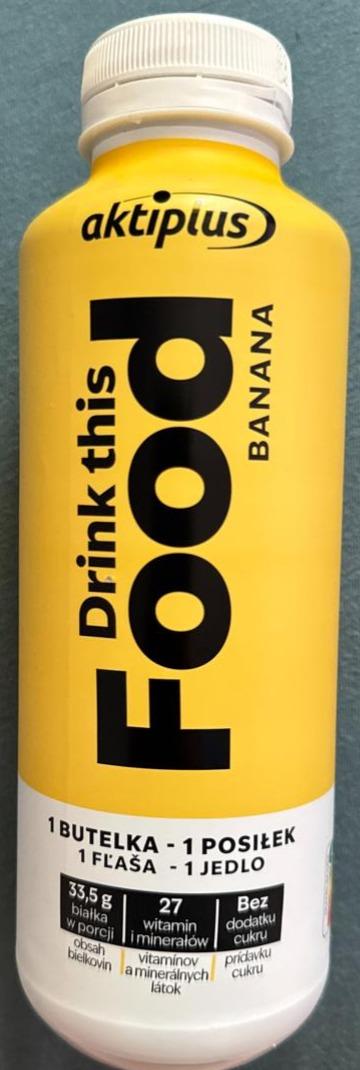 aktiplus
Drink this
Food
BANANA
1 BUTELKA - 1 POSIŁEK
1 FĽAŠA - 1 JEDLO
33,5 g
białka
w porcji
obsah
bielkovin
27
witamin
i minerałów
vitamínov
a minerálnych
látok
Bez
dodatku
cukru
prídavku
cukru